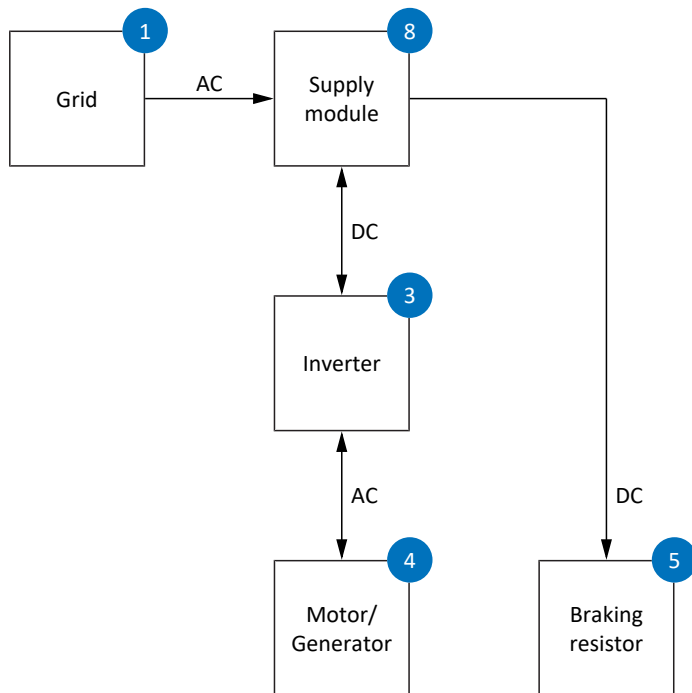 1
8
Grid
AC
Supply
module
DC
3
Inverter
AC
DC
4
5
Motor/
Generator
Braking
resistor